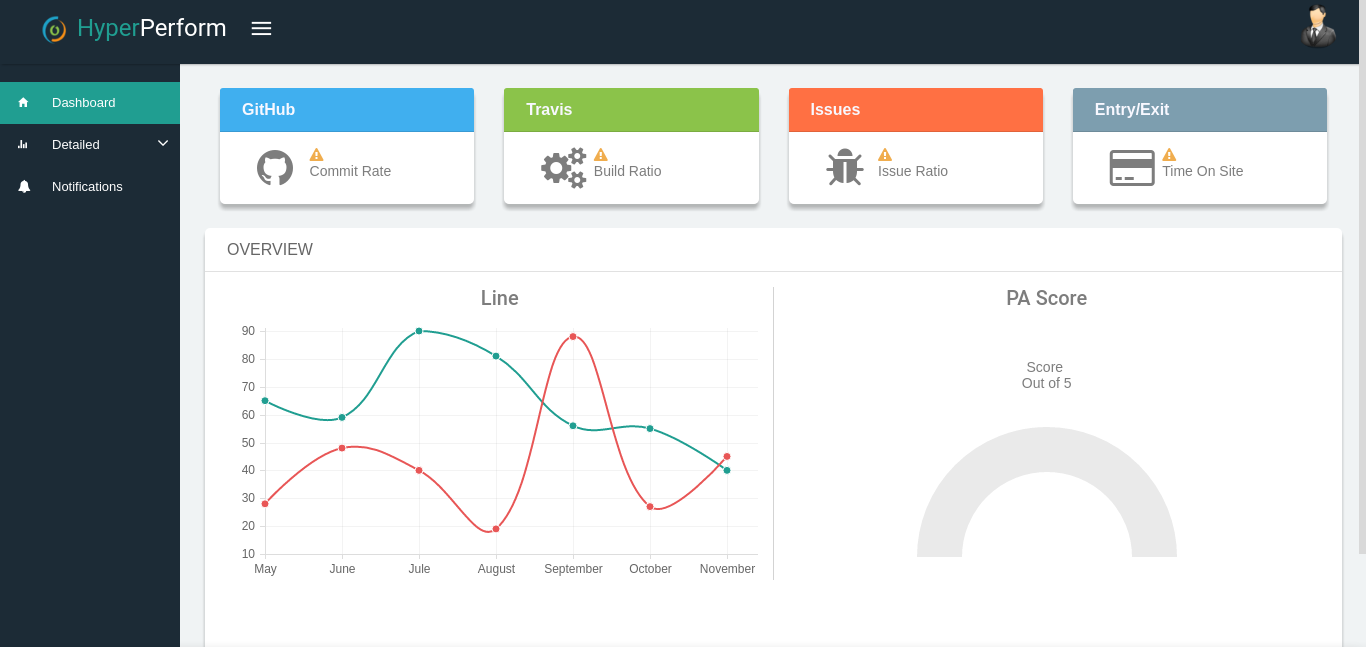 HyperPerform
Dashboard
Detailed
Notifications
GitHub
Commit Rate
Travis
Build Ratio
Issues
Issue Ratio
Entry/Exit
Time On Site
OVERVIEW
Line
90
80
70
60
50
40
30
20
10
May June Jule August September October November
PA Score
Score
Out of 5